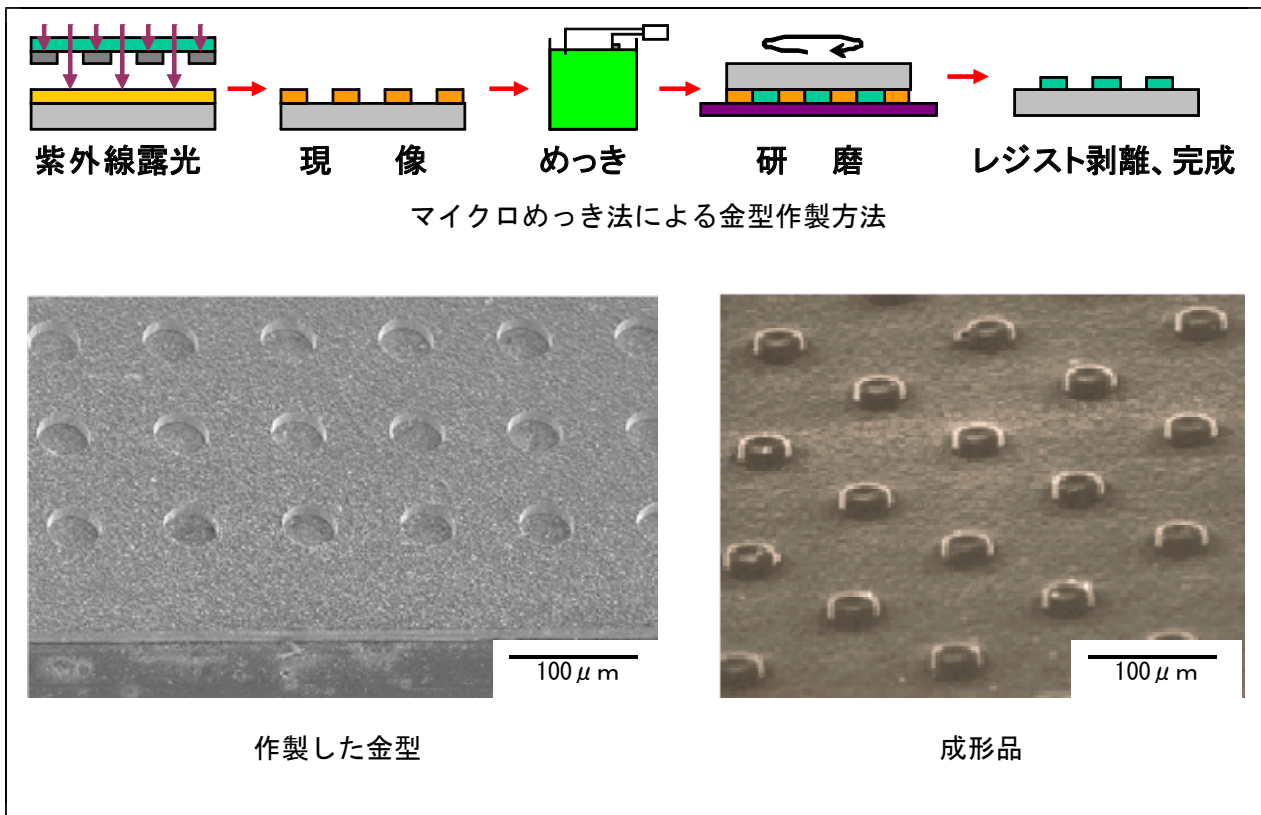 紫外線露光
現 像
めっき
研 磨
レジスト剥離、完成
マイクロめっき法による金型作製方法
100μm
100μm
作製した金型
成形品